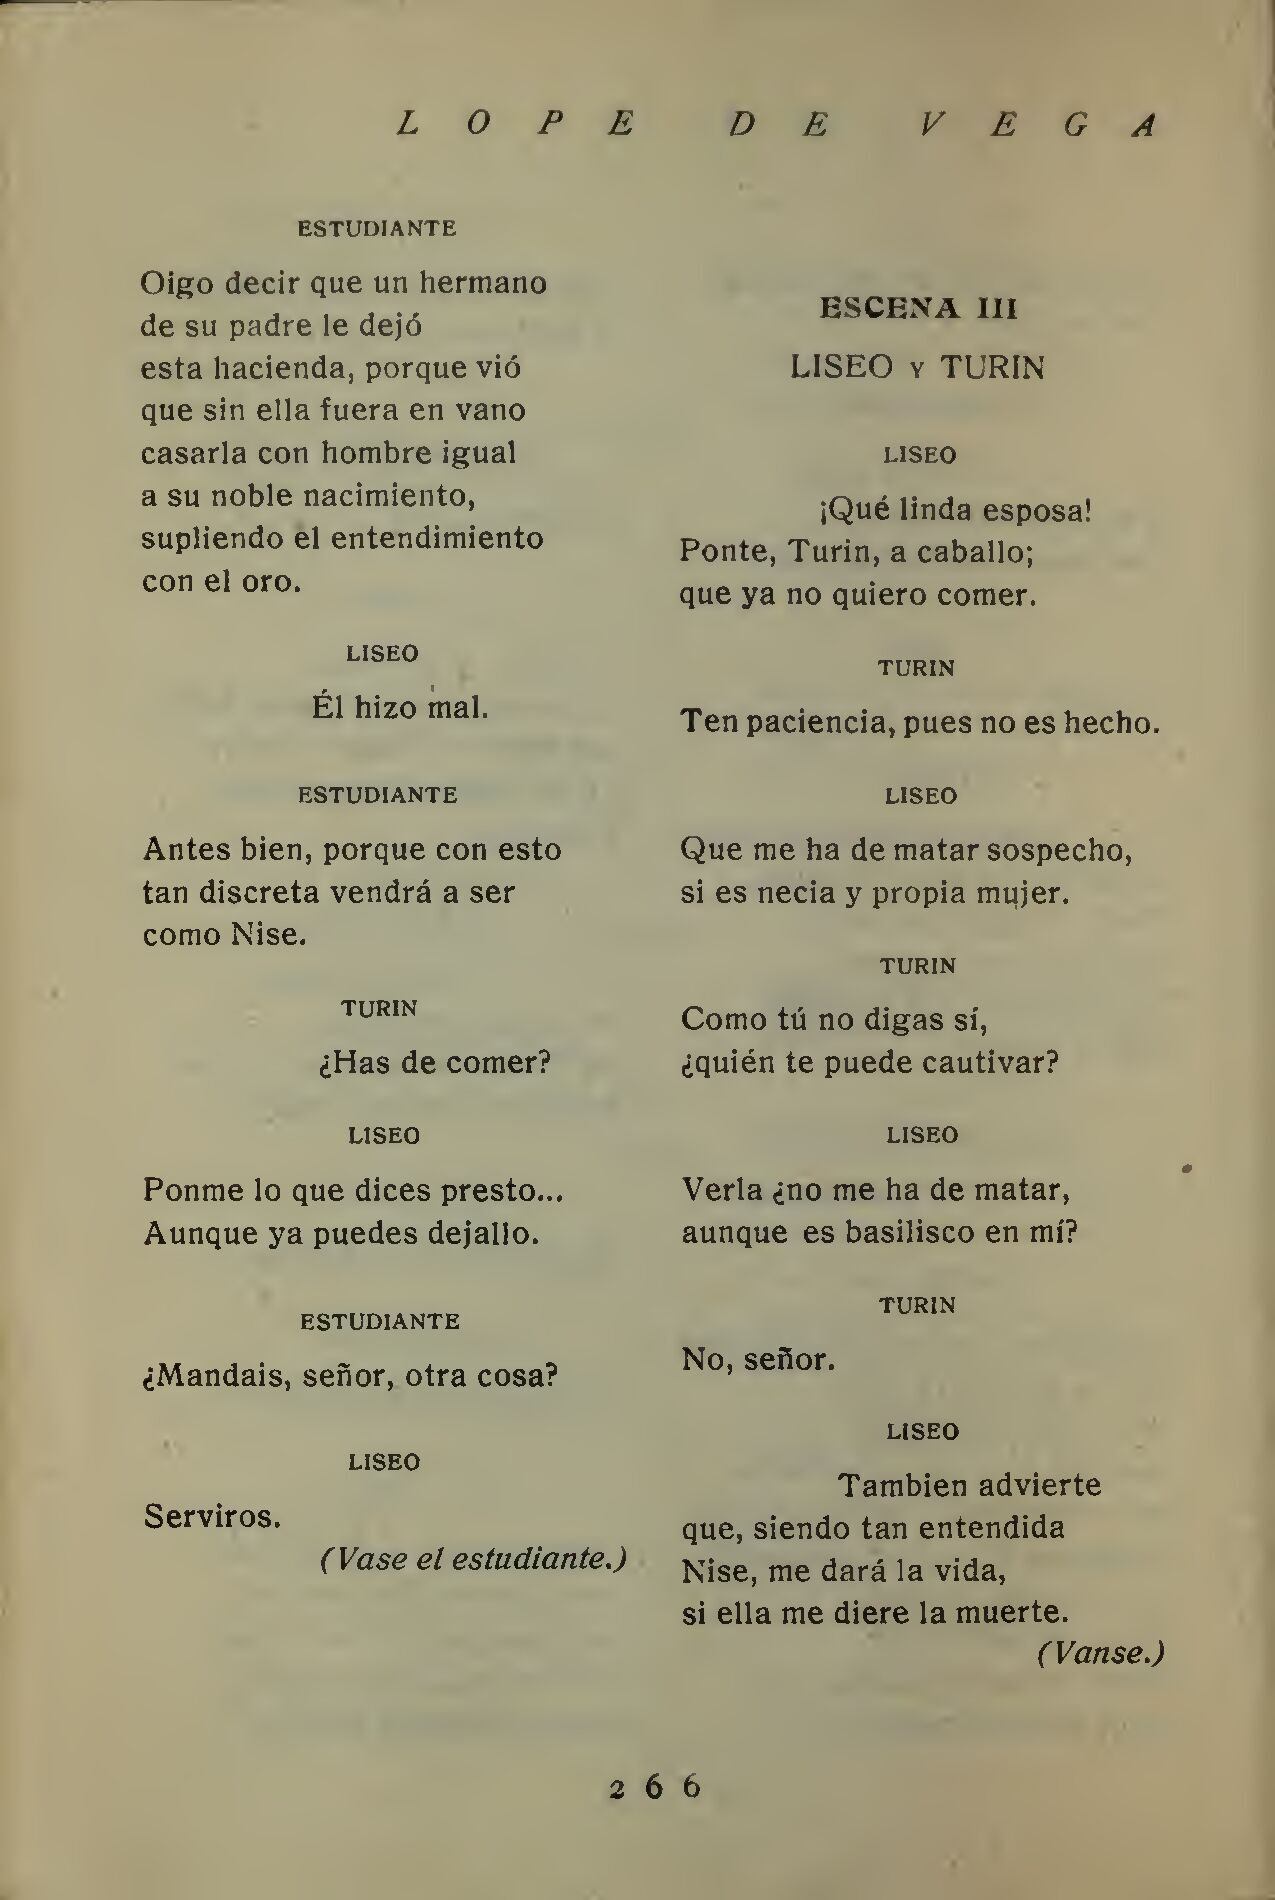 LOPE DE VEGA
ESTUDIANTE
Oigo decir que un hermano
de su padre le dejó
esta hacienda, porque vió
que sin ella fuera en vano
casarla con hombre igual
a su noble nacimiento,
supliendo el entendimiento
con el oro.
LISEO
Él hizo mal.
ESTUDIANTE
Antes bien, porque con esto
tan discreta vendrá a ser
como Nise.
TURIN
¿Has de comer?
LISEO
Ponme lo que dices presto...
Aunque ya puedes dejallo.
ESTUDIANTE
¿Mandais, señor, otra cosa?
LISEO
Serviros.
(Vase el estudiante.)
ESCENA III
LISEO Y TURIN
LISEO
¡Qué linda esposa!
Ponte, Turin, a caballo;
que ya no quiero comer.
TURIN
Ten paciencia, pues no es hecho.
LISEO
Que me ha de matar sospecho,
si es necia y propia mujer.
TURIN
Como tú no digas sí,
¿quién te puede cautivar?
LISEO
Verla ¿no me ha de matar,
aunque es basilisco en mí?
TURIN
No, señor.
LISEO
Tambien advierte
que, siendo tan entendida
Nise, me dará la vida,
si ella me diere la muerte.
(Vanse.)
266